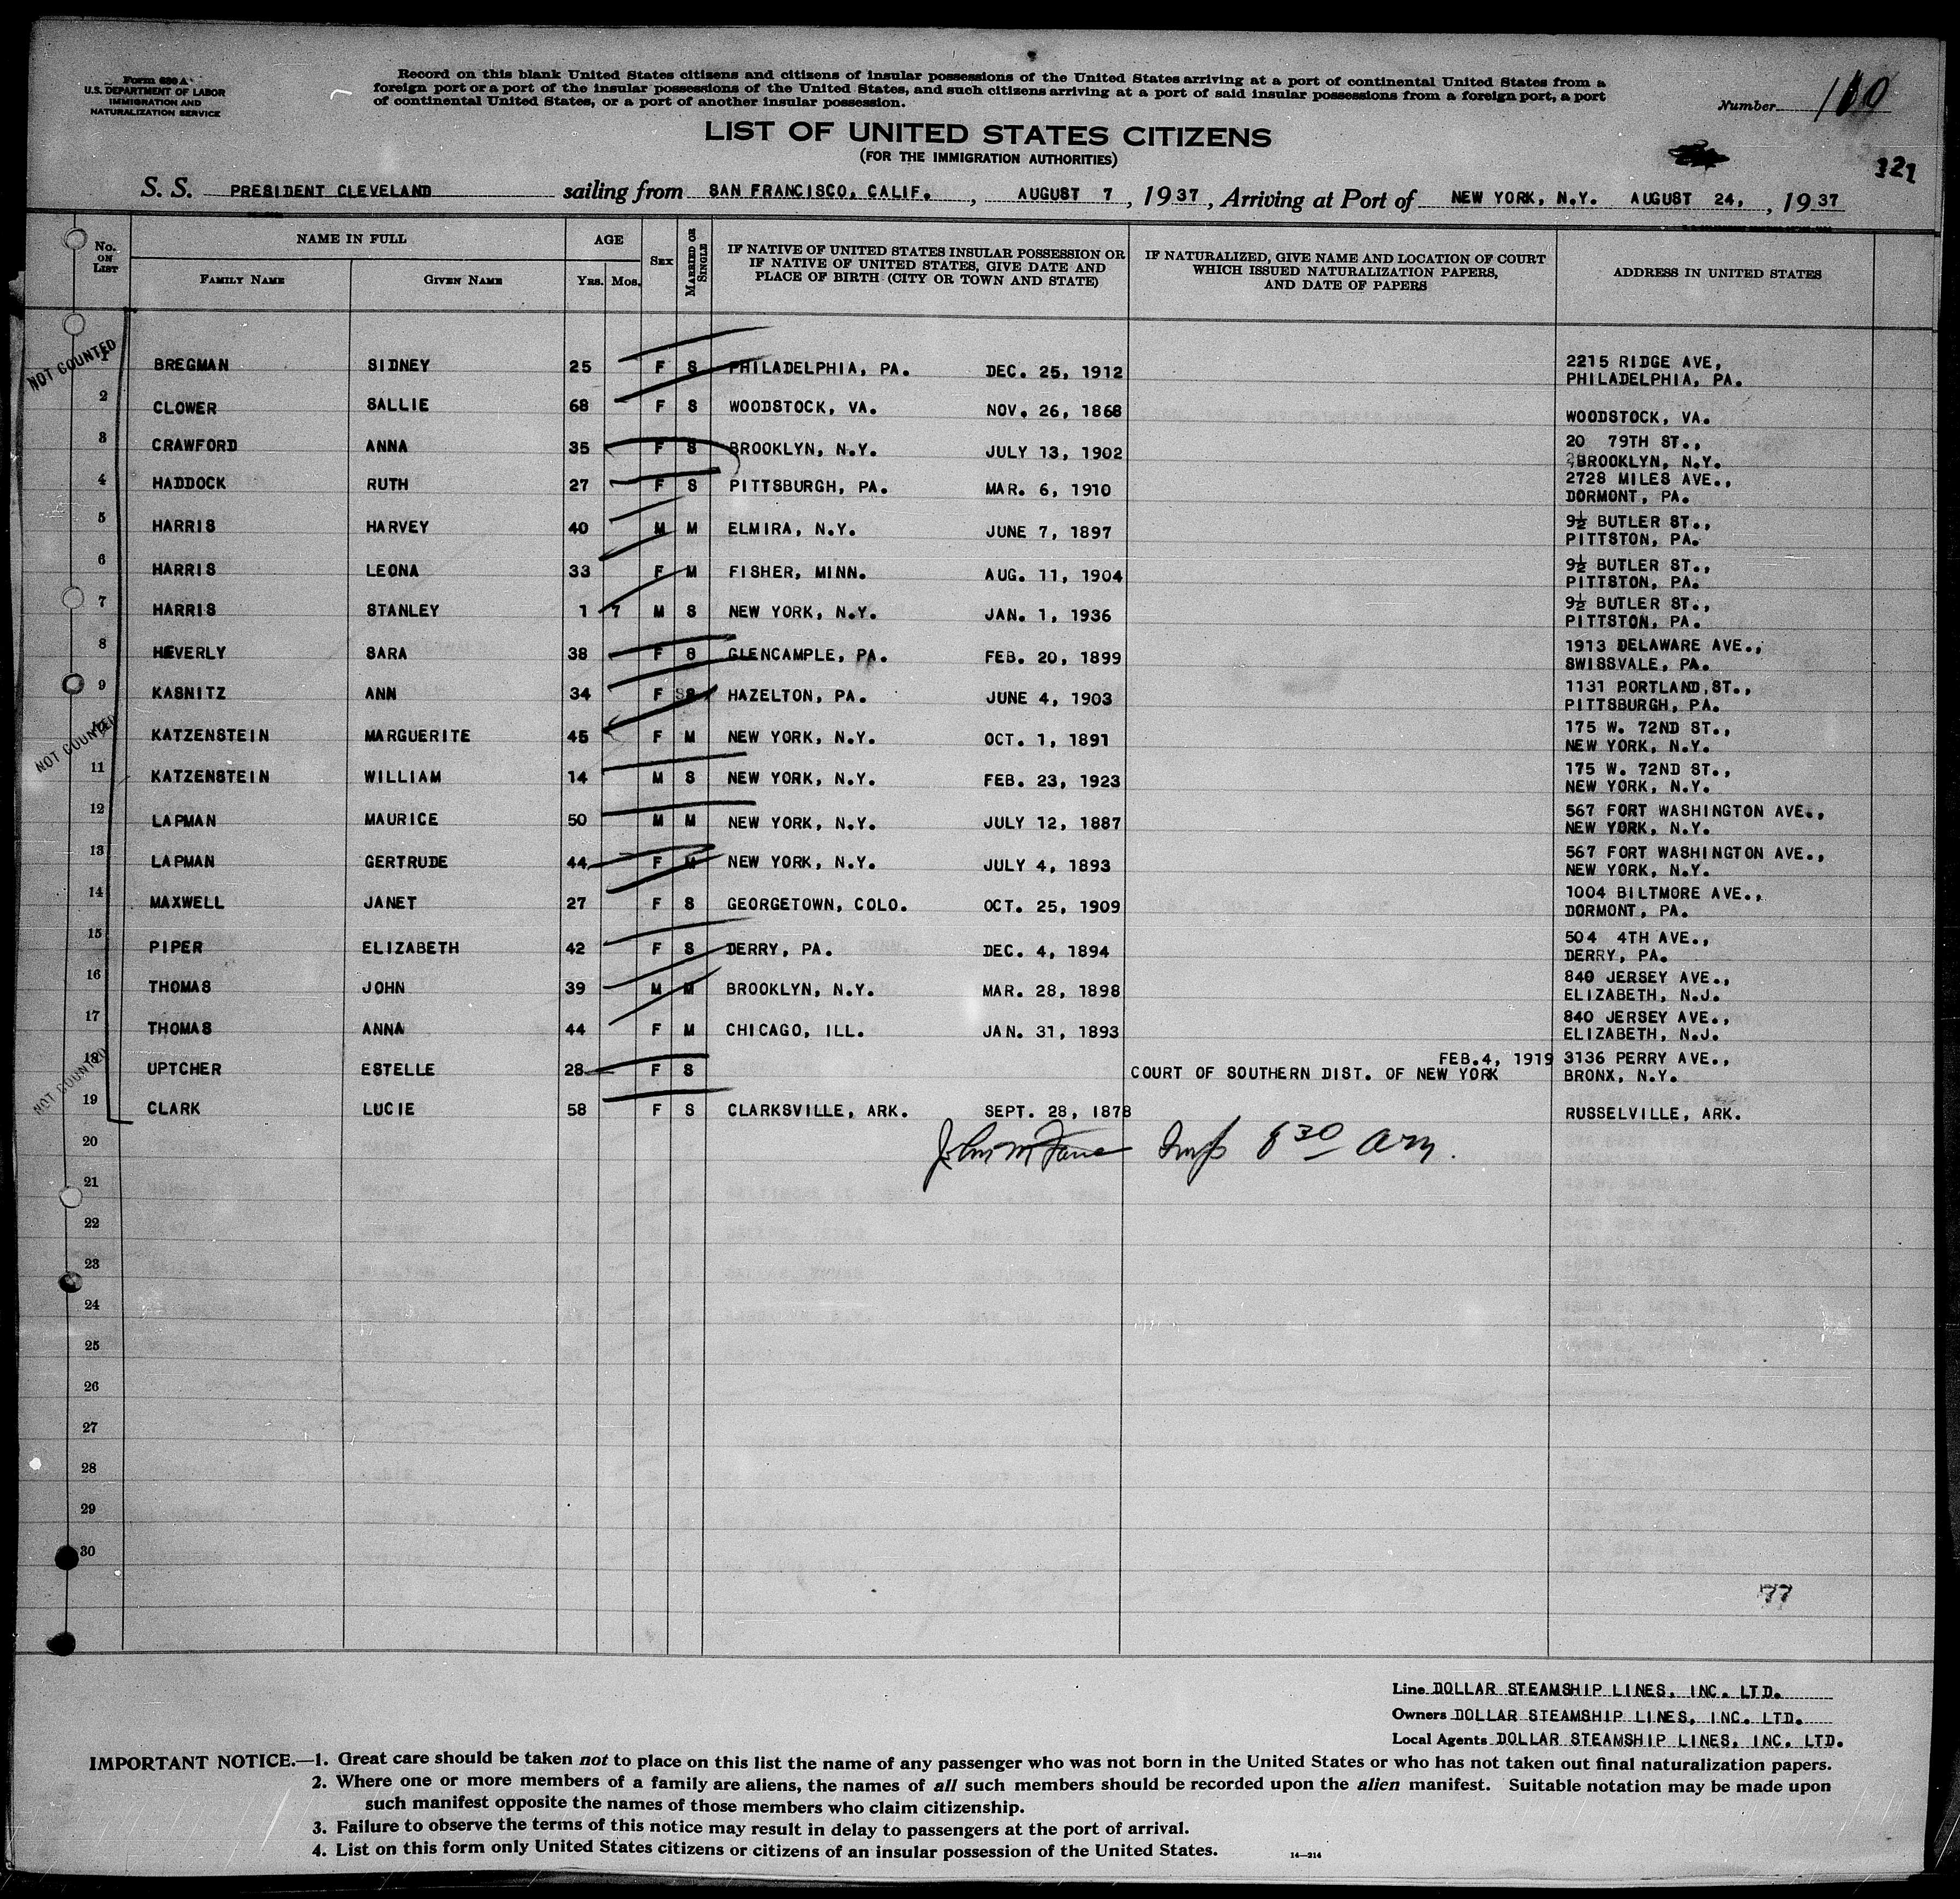 Form 630 A
U.S. DEPARTMENT OF LABOR
IMMIGRATION AND
NATURALIZATION SERVICE
Record on this blank United States citizens and citizens of insular possessions of the United States arriving at a port of continental United States from a
foreign port or a port of the insular possessions of the United States, and such citizens arriving at a port of said insular possessions from a foreign port, a port
of continental United States, or a port of another insular possession.
Number
LIST OF UNITED STATES CITIZENS
(FOR THE IMMIGRATION AUTHORITIES)
321
S. S. PRESIDENT CLEVELAND sailing from SAN FRANCISCO, CALIF., AUGUST 7, 1937, Arriving at Port of NEW YORK, N.Y. AUGUST 24, , 1937
No. ON LIST NAME IN FULL AGE SEX MARRIED OR SINGLE IF NATIVE OF UNITED STATES INSULAR POSSESSION OR IF NATIVE OF UNITED STATES, GIVE DATE AND PLACE OF BIRTH (CITY OR TOWN AND STATE) IF NATURALIZED, GIVE NAME AND LOCATION OF COURT WHICH ISSUED NATURALIZATION PAPERS, AND DATE OF PAPERS ADDRESS IN UNITED STATES
FAMILY NAME GIVEN NAME YRS. MOS.
NOT COUNTED
1 BREGMAN SIDNEY 25 F S PHILADELPHIA, PA. DEC. 25, 1912 2215 RIDGE AVE,
PHILADELPHIA, PA.
2 CLOWER SALLIE 68 F S WOODSTOCK, VA. NOV. 26, 1868 WOODSTOCK, VA.
3 CRAWFORD ANNA 35 F S BROOKLYN, N.Y. JULY 13, 1902 20 79TH ST.,
BROOKLYN, N.Y.
4 HADDOCK RUTH 27 F S PITTSBURGH, PA. MAR. 6, 1910 2728 MILES AVE.,
DORMONT, PA.
5 HARRIS HARVEY 40 M M ELMIRA, N.Y. JUNE 7, 1897 9½ BUTLER ST.,
PITTSTON, PA.
6 HARRIS LEONA 33 F M FISHER, MINN. AUG. 11, 1904 9½ BUTLER ST.,
PITTSTON, PA.
7 HARRIS STANLEY 1 7 M S NEW YORK, N.Y. JAN. 1, 1936 9½ BUTLER ST.,
PITTSTON, PA.
8 HEVERLY SARA 38 F S GLENCAMPLE, PA. FEB. 20, 1899 1913 DELAWARE AVE.,
SWISSVALE, PA.
9 KASNITZ ANN 34 F S HAZELTON, PA. JUNE 4, 1903 1131 PORTLAND ST.,
PITTSBURGH, PA.
NOT COUNTED
KATZENSTEIN MARGUERITE 45 F M NEW YORK, N.Y. OCT. 1, 1891 175 W. 72ND ST.,
NEW YORK, N.Y.
11 KATZENSTEIN WILLIAM 14 M S NEW YORK, N.Y. FEB. 23, 1923 175 W. 72ND ST.,
NEW YORK, N.Y.
12 LAPMAN MAURICE 50 M M NEW YORK, N.Y. JULY 12, 1887 567 FORT WASHINGTON AVE.,
NEW YORK, N.Y.
13 LAPMAN GERTRUDE 44 F M NEW YORK, N.Y. JULY 4, 1893 567 FORT WASHINGTON AVE.,
NEW YORK, N.Y.
14 MAXWELL JANET 27 F S GEORGETOWN, COLO. OCT. 25, 1909 1004 BILTMORE AVE.,
DORMONT, PA.
15 PIPER ELIZABETH 42 F S DERRY, PA. DEC. 4, 1894 504 4TH AVE.,
DERRY, PA.
16 THOMAS JOHN 39 M M BROOKLYN, N.Y. MAR. 28, 1898 840 JERSEY AVE.,
ELIZABETH, N.J.
17 THOMAS ANNA 44 F M CHICAGO, ILL. JAN. 31, 1893 840 JERSEY AVE.,
ELIZABETH, N.J.
NOT COUNTED
18 UPTCHER ESTELLE 28 F S FEB.4, 1919 3136 PERRY AVE.,
COURT OF SOUTHERN DIST. OF NEW YORK BRONX, N.Y.
19 CLARK LUCIE 58 F S CLARKSVILLE, ARK. SEPT. 28, 1878 RUSSELVILLE, ARK.
20 John M Insp 8 30 am.
21
22
23
24
25
26
27
28
29
30
77
Line DOLLAR STEAMSHIP LINES, INC. LTD.
Owners DOLLAR STEAMSHIP LINES, INC. LTD.
Local Agents DOLLAR STEAMSHIP LINES, INC. LTD.
IMPORTANT NOTICE.—1. Great care should be taken not to place on this list the name of any passenger who was not born in the United States or who has not taken out final naturalization papers.
2. Where one or more members of a family are aliens, the names of all such members should be recorded upon the alien manifest. Suitable notation may be made upon
such manifest opposite the names of those members who claim citizenship.
3. Failure to observe the terms of this notice may result in delay to passengers at the port of arrival.
4. List on this form only United States citizens or citizens of an insular possession of the United States.
14—214